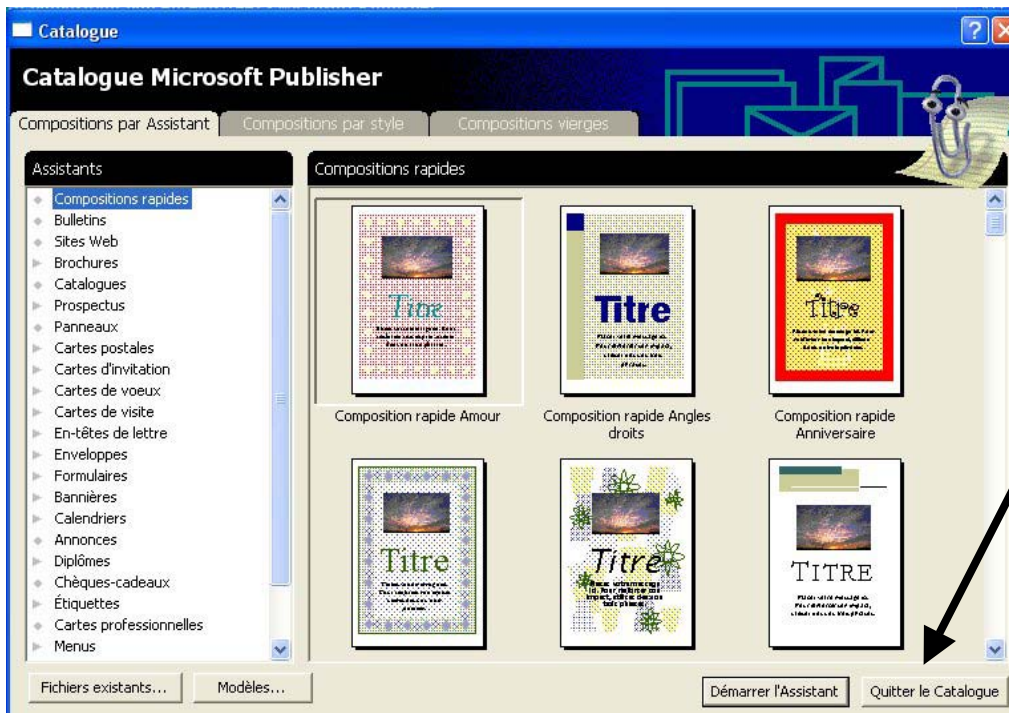 Catalogue
Catalogue Microsoft Publisher
Compositions par Assistant
Compositions par style
Compositions vierges
Assistants
Compositions rapides
Bulletins
Sites Web
Brochures
Catalogues
Prospectus
Panneaux
Cartes postales
Cartes d'invitation
Cartes de voeux
Cartes de visite
En-têtes de lettre
Enveloppes
Formulaires
Bannières
Calendriers
Annonces
Diplômes
Chèques-cadeaux
Étiquettes
Cartes professionnelles
Menus
Compositions rapides
Titre
Titre
Titre
Composition rapide Amour
Composition rapide Angles
droits
Composition rapide
Anniversaire
Titre
Titre
TITRE
Fichiers existants...
Modèles...
Démarrer l'Assistant
Quitter le Catalogue